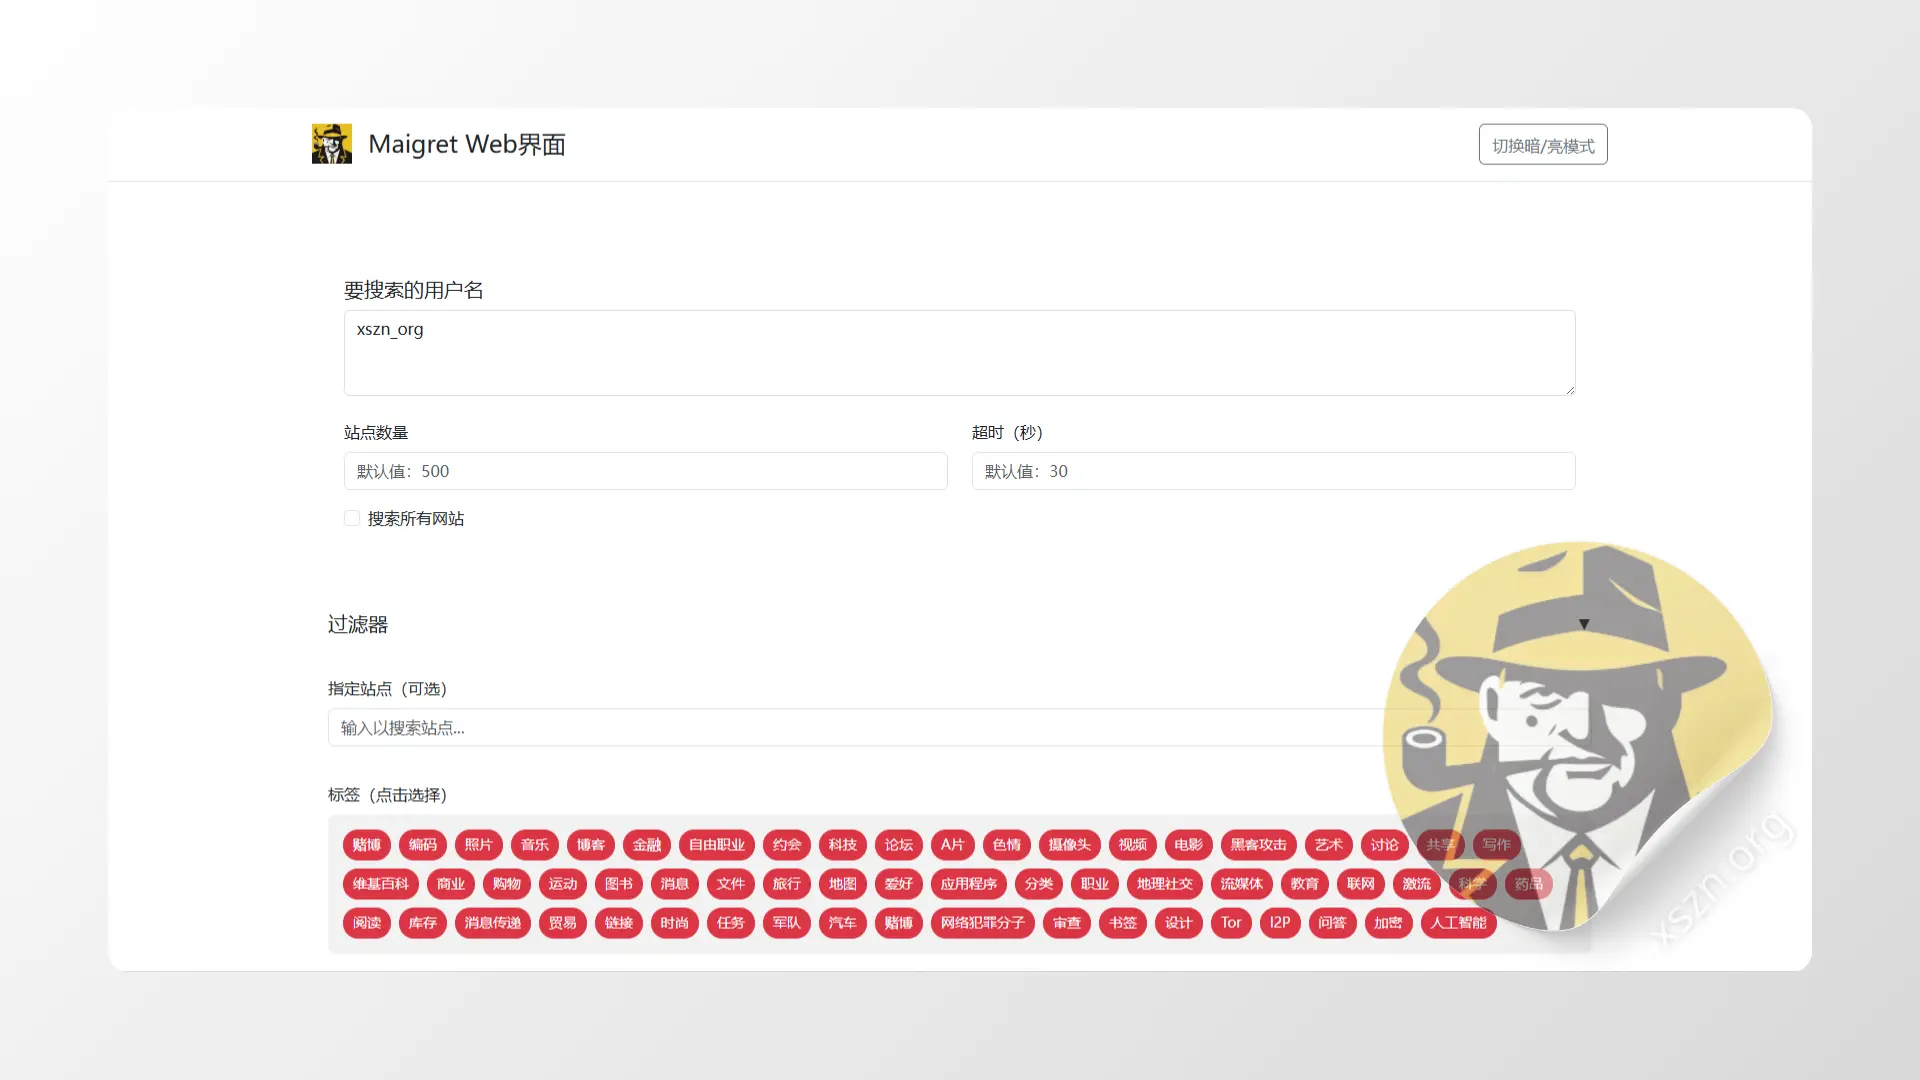 Maigret Web界面
切换暗/亮模式
要搜索的用户名
xszn_org
站点数量
超时（秒）
默认值：500
默认值：30
搜索所有网站
过滤器
指定站点（可选）
输入以搜索站点...
标签（点击选择）
赌博 编码 照片 音乐 博客 金融 自由职业 约会 科技 论坛 A片 色情 摄像头 视频 电影 黑客攻击 艺术 讨论 共享 写作
维基百科 商业 购物 运动 图书 消息 文件 旅行 地图 爱好 应用程序 分类 职业 地理社交 流媒体 教育 联网 激流 科学 药品
阅读 库存 消息传递 贸易 链接 时尚 任务 军队 汽车 赌博 网络犯罪分子 审查 书签 设计 Tor I2P 问答 加密 人工智能
xszn.org